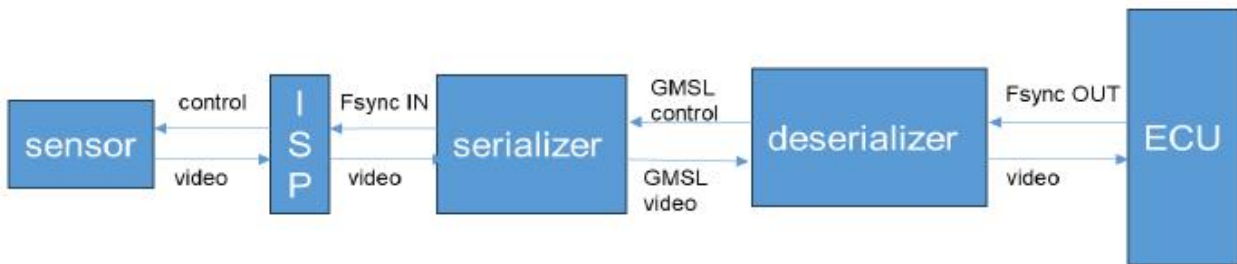 sensor
control
video
I
S
P
Fsync IN
video
serializer
GMSL
control
GMSL
video
deserializer
Fsync OUT
video
ECU